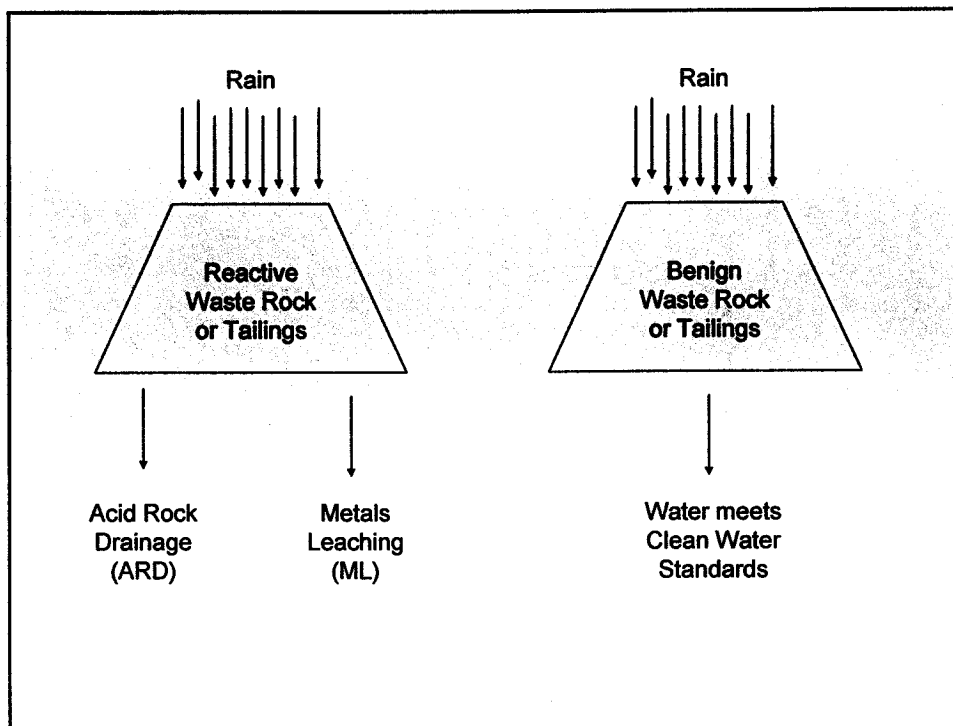 Rain
Reactive
Waste Rock
or Tailings
Acid Rock
Drainage
(ARD)
Metals
Leaching
(ML)
Rain
Benign
Waste Rock
or Tailings
Water meets
Clean Water
Standards